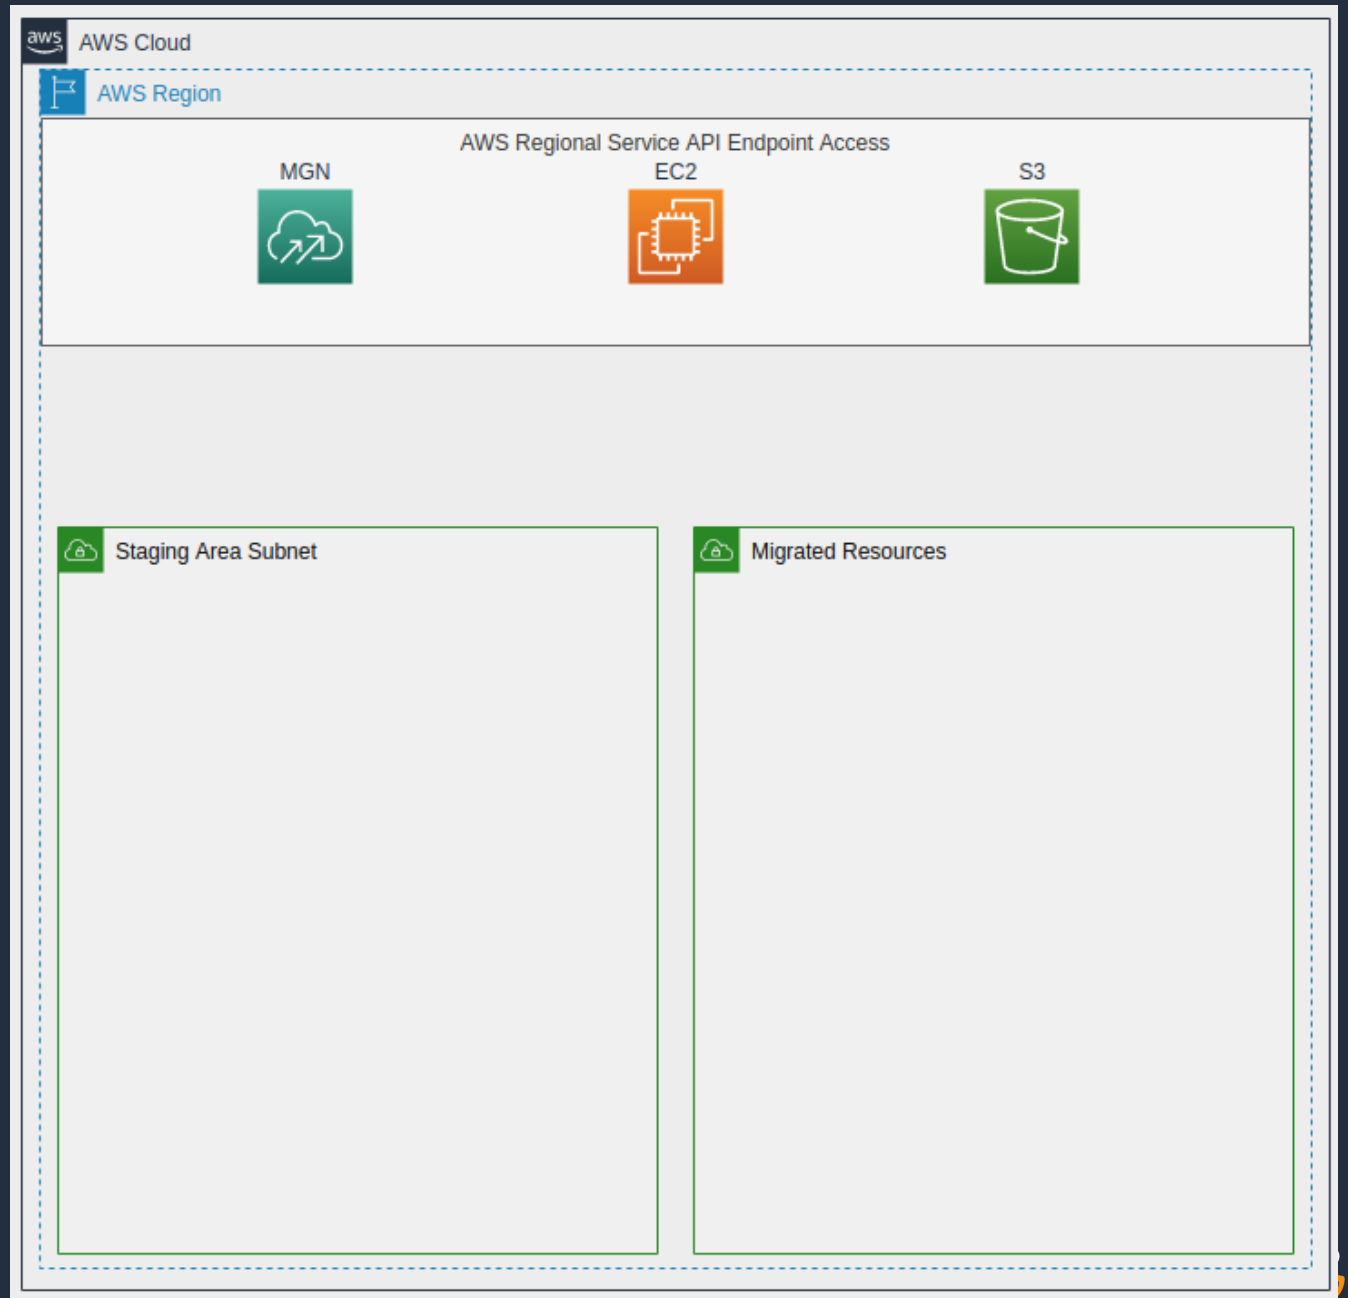 aws AWS Cloud
AWS Region
AWS Regional Service API Endpoint Access
MGN EC2 S3
Staging Area Subnet Migrated Resources